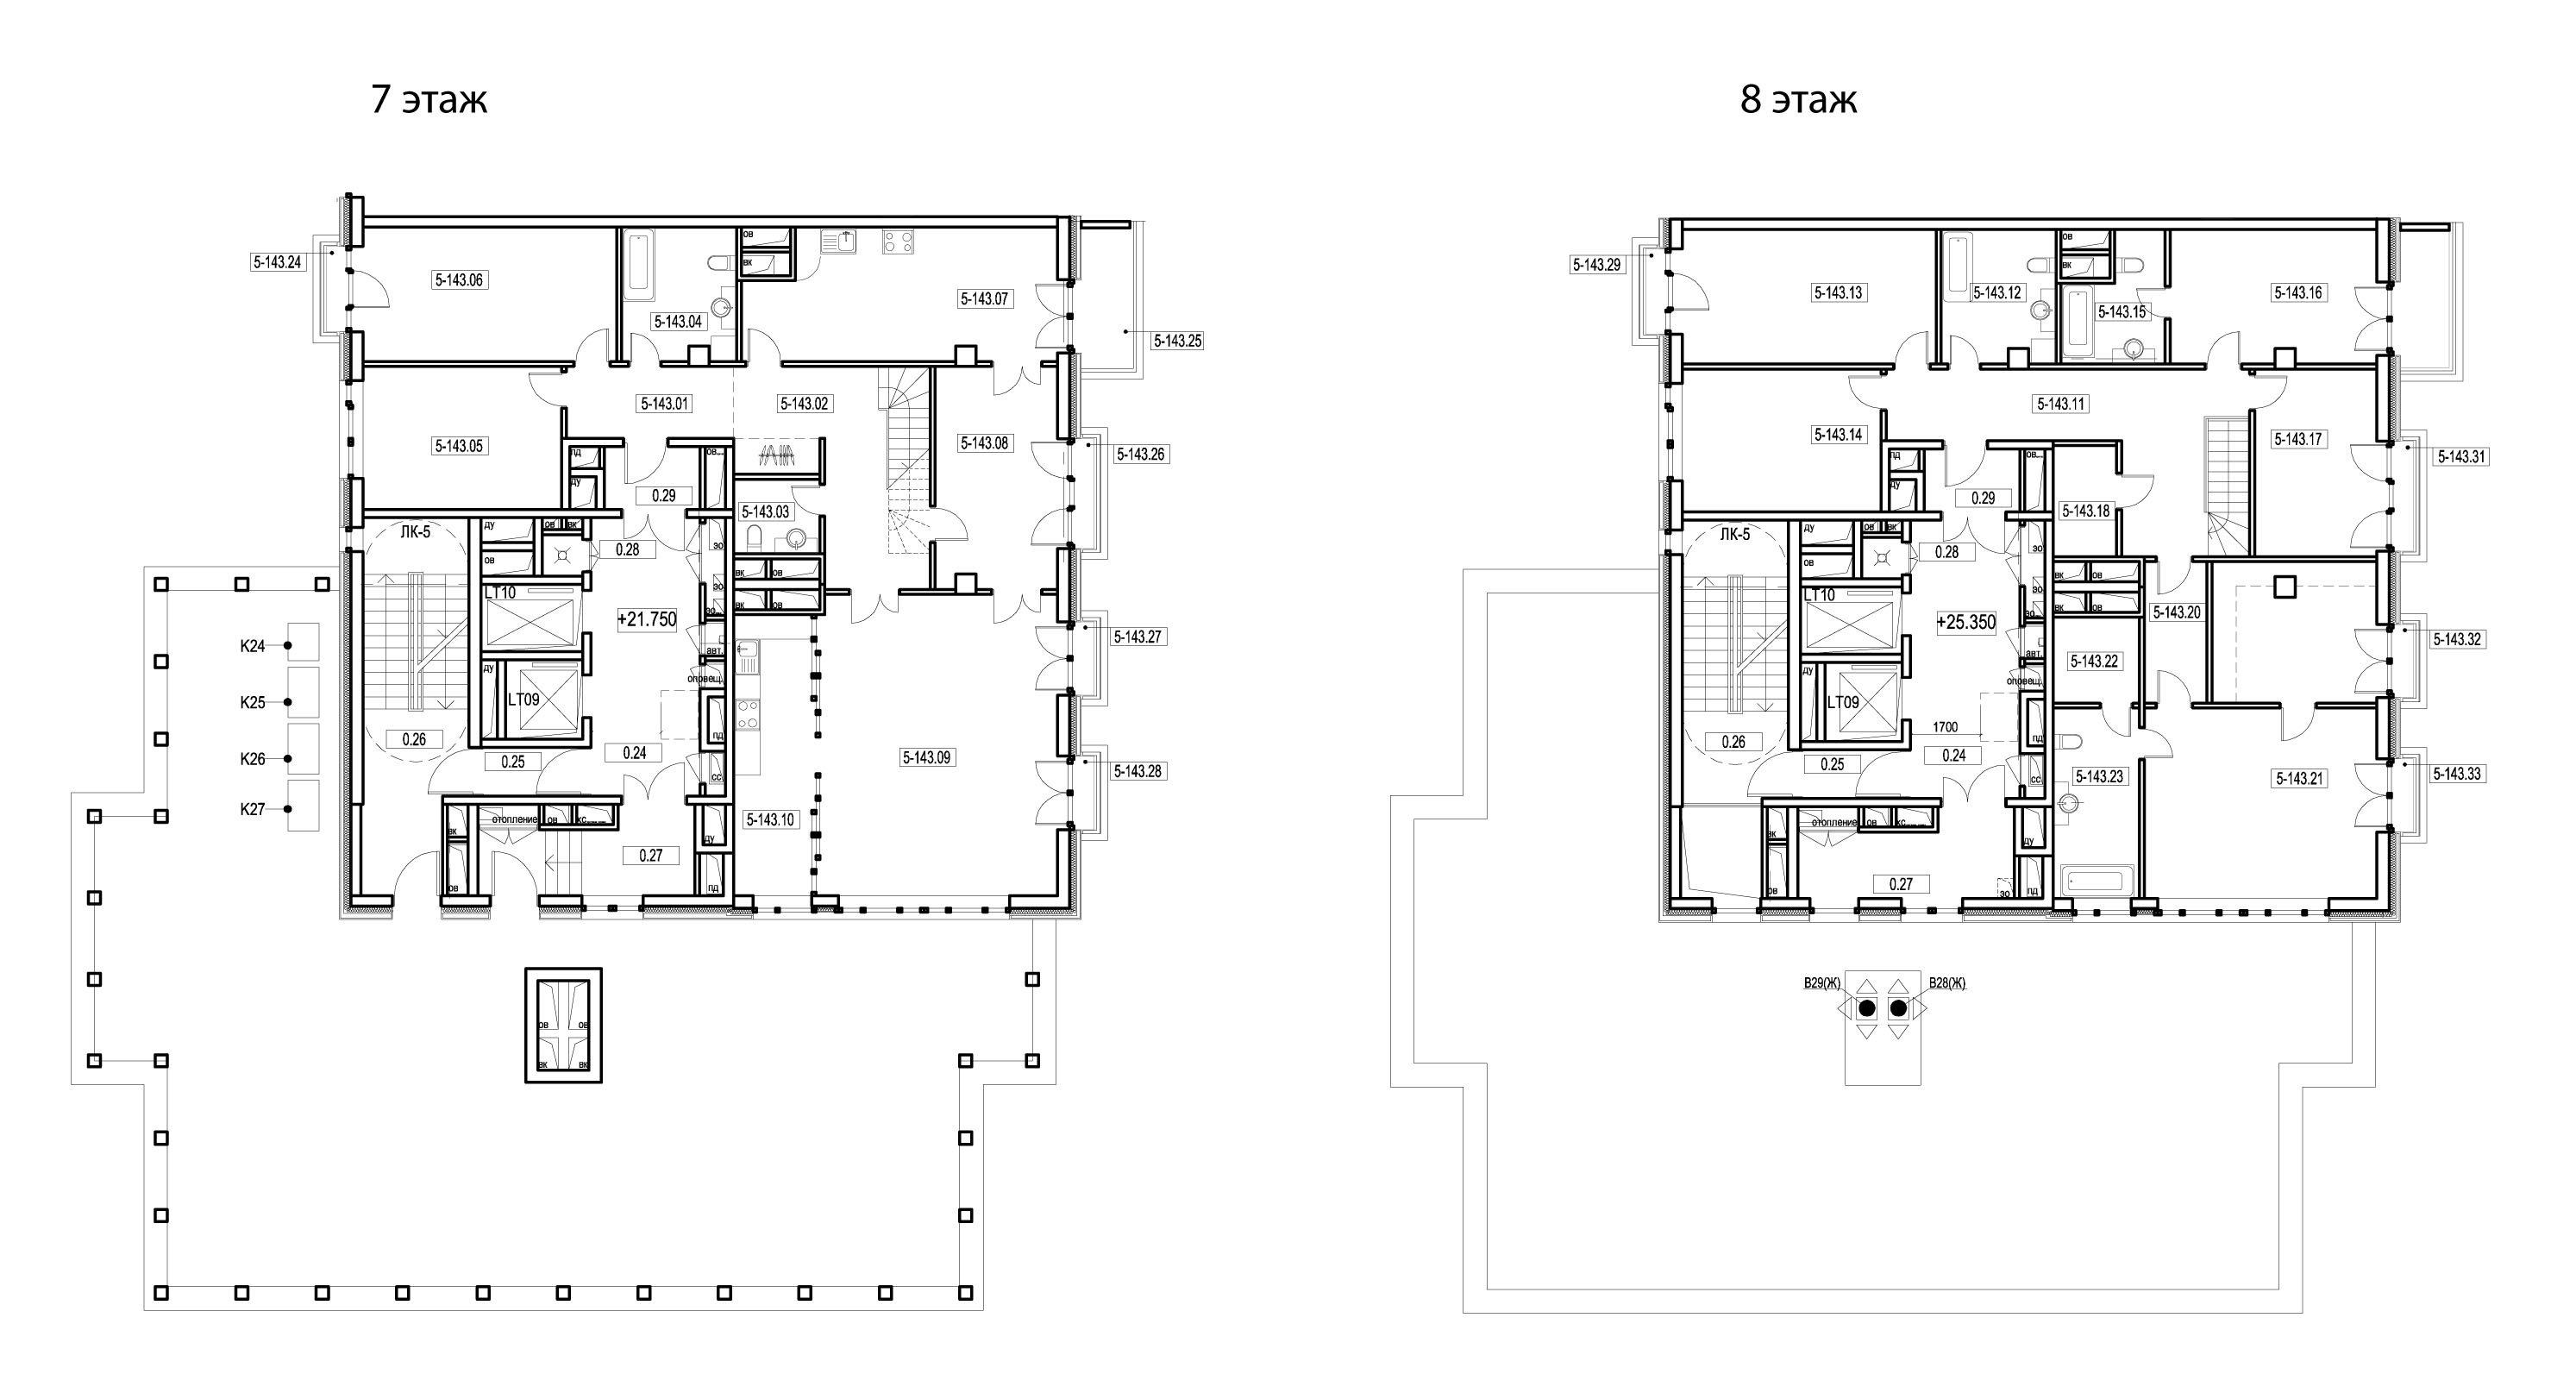 7 этаж
8 этаж
5-143.24
5-143.06
5-143.04
ов
вк
5-143.07
5-143.25
5-143.05
5-143.01
5-143.02
5-143.08
5-143.26
пд
ов
ду
0.29
5-143.03
ЛК-5
ду
ов
вк
0.28
зо
ов
LT10
зо
зо
вк
ов
вк
ов
+21.750
5-143.27
K24
K25
K26
K27
ду
LT09
авт.
оповещ.
пд
0.26
0.25
0.24
сс
5-143.09
5-143.28
5-143.10
вк
отопление
ов
кс
ду
0.27
ов
пд
ов
ов
вк
вк
5-143.29
5-143.13
5-143.12
ов
вк
5-143.15
5-143.16
5-143.14
5-143.11
5-143.17
5-143.31
пд
ов
ду
0.29
5-143.18
ЛК-5
ду
ов
вк
0.28
зо
ов
LT10
зо
зо
вк
ов
вк
ов
+25.350
5-143.20
5-143.32
ду
LT09
авт.
оповещ.
5-143.22
1700
пд
0.26
0.25
0.24
сс
5-143.23
5-143.21
5-143.33
вк
отопление
ов
кс
ду
0.27
ов
зо
пд
В29(Ж)
В28(Ж)